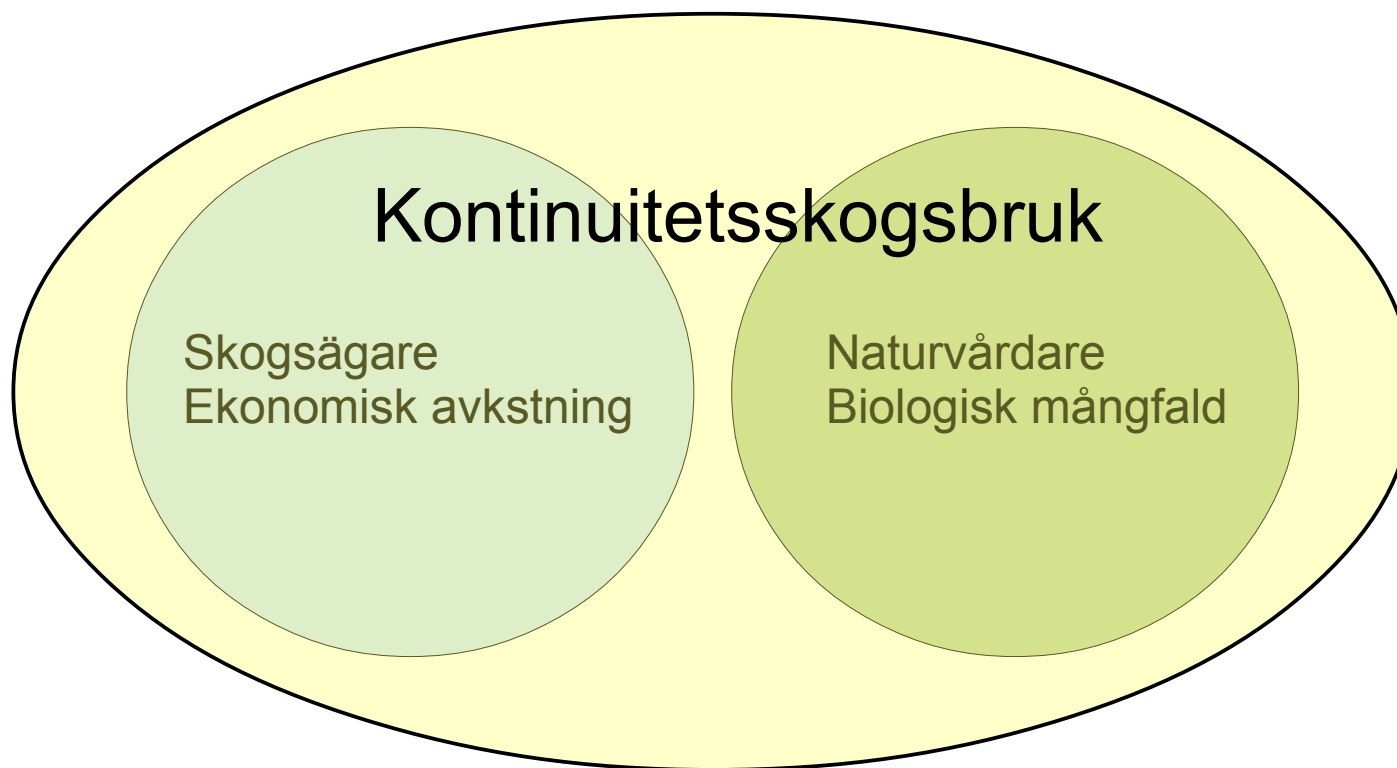 Kontinuitetsskogsbruk
Skogsägare
Ekonomisk avkstning
Naturvårdare
Biologisk mångfald